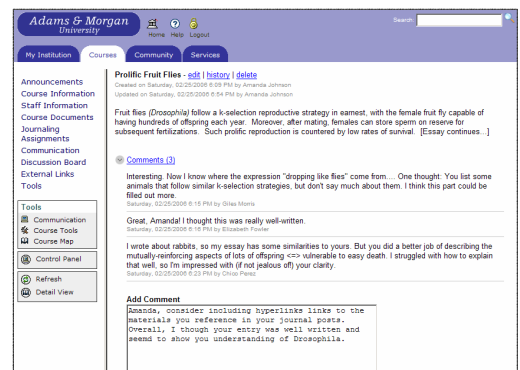 Adams & Morgan
University
Home Help Logout
Search
My Institution Courses Community Services
Announcements
Course Information
Staff Information
Course Documents
Journaling
Assignments
Communication
Discussion Board
External Links
Tools
Tools
Communication
Course Tools
Course Map
Control Panel
Refresh
Detail View
Prolific Fruit Flies - edit | history | delete
Created on Saturday, 02/25/2006 6:09 PM by Amanda Johnson
Updated on Saturday, 02/25/2006 6:54 PM by Amanda Johnson
Fruit flies (Drosophila) follow a k-selection reproductive strategy in earnest, with the female fruit fly capable of
having hundreds of offspring each year. Moreover, after mating, females can store sperm on reserve for
subsequent fertilizations. Such prolific reproduction is countered by low rates of survival. [Essay continues...]
Comments (3)
Interesting. Now I know where the expression "dropping like flies" come from.... One thought: You list some
animals that follow similar k-selection strategies, but don't say much about them. I think this part could be
filled out more.
Saturday, 02/25/2006 6:15 PM by Giles Morris
Great, Amanda! I thought this was really well-written.
Saturday, 02/25/2006 6:16 PM by Elizabeth Fowler
I wrote about rabbits, so my essay has some similarities to yours. But you did a better job of describing the
mutually-reinforcing aspects of lots of offspring <=> vulnerable to easy death. I struggled with how to explain
that well, so I'm impressed with (if not jealous of!) your clarity.
Saturday, 02/25/2006 6:23 PM by Chico Perez
Add Comment
Amanda, consider including hyperlinks links to the
materials you reference in your journal posts.
Overall, I though your entry was well written and
seemd to show you understanding of Drosophila.